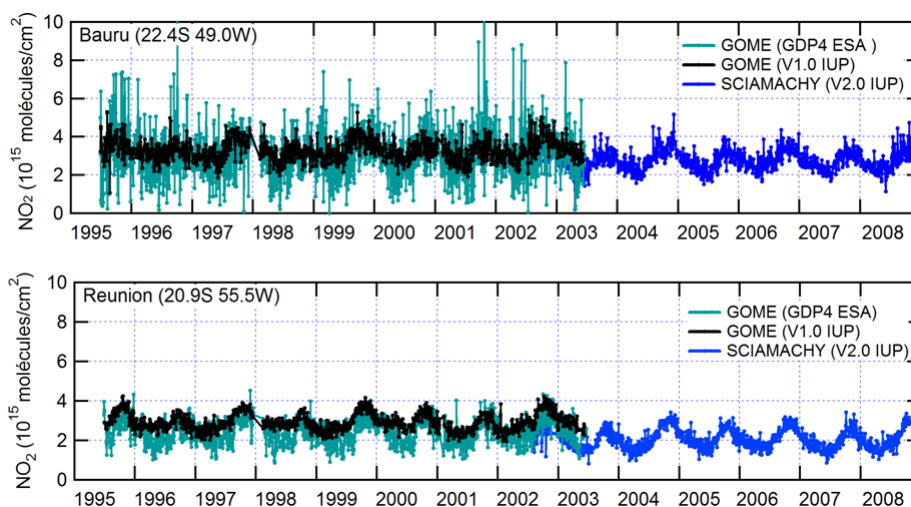 Bauru (22.4S 49.0W)
GOME (GDP4 ESA )
GOME (V1.0 IUP)
SCIAMACHY (V2.0 IUP)
NO2 (10^15 molécules/cm^2)
10
8
6
4
2
0
1995 1996 1997 1998 1999 2000 2001 2002 2003 2004 2005 2006 2007 2008
Reunion (20.9S 55.5W)
GOME (GDP4 ESA)
GOME (V1.0 IUP)
SCIAMACHY (V2.0 IUP)
NO2 (10^15 molécules/cm^2)
10
8
6
4
2
0
1995 1996 1997 1998 1999 2000 2001 2002 2003 2004 2005 2006 2007 2008